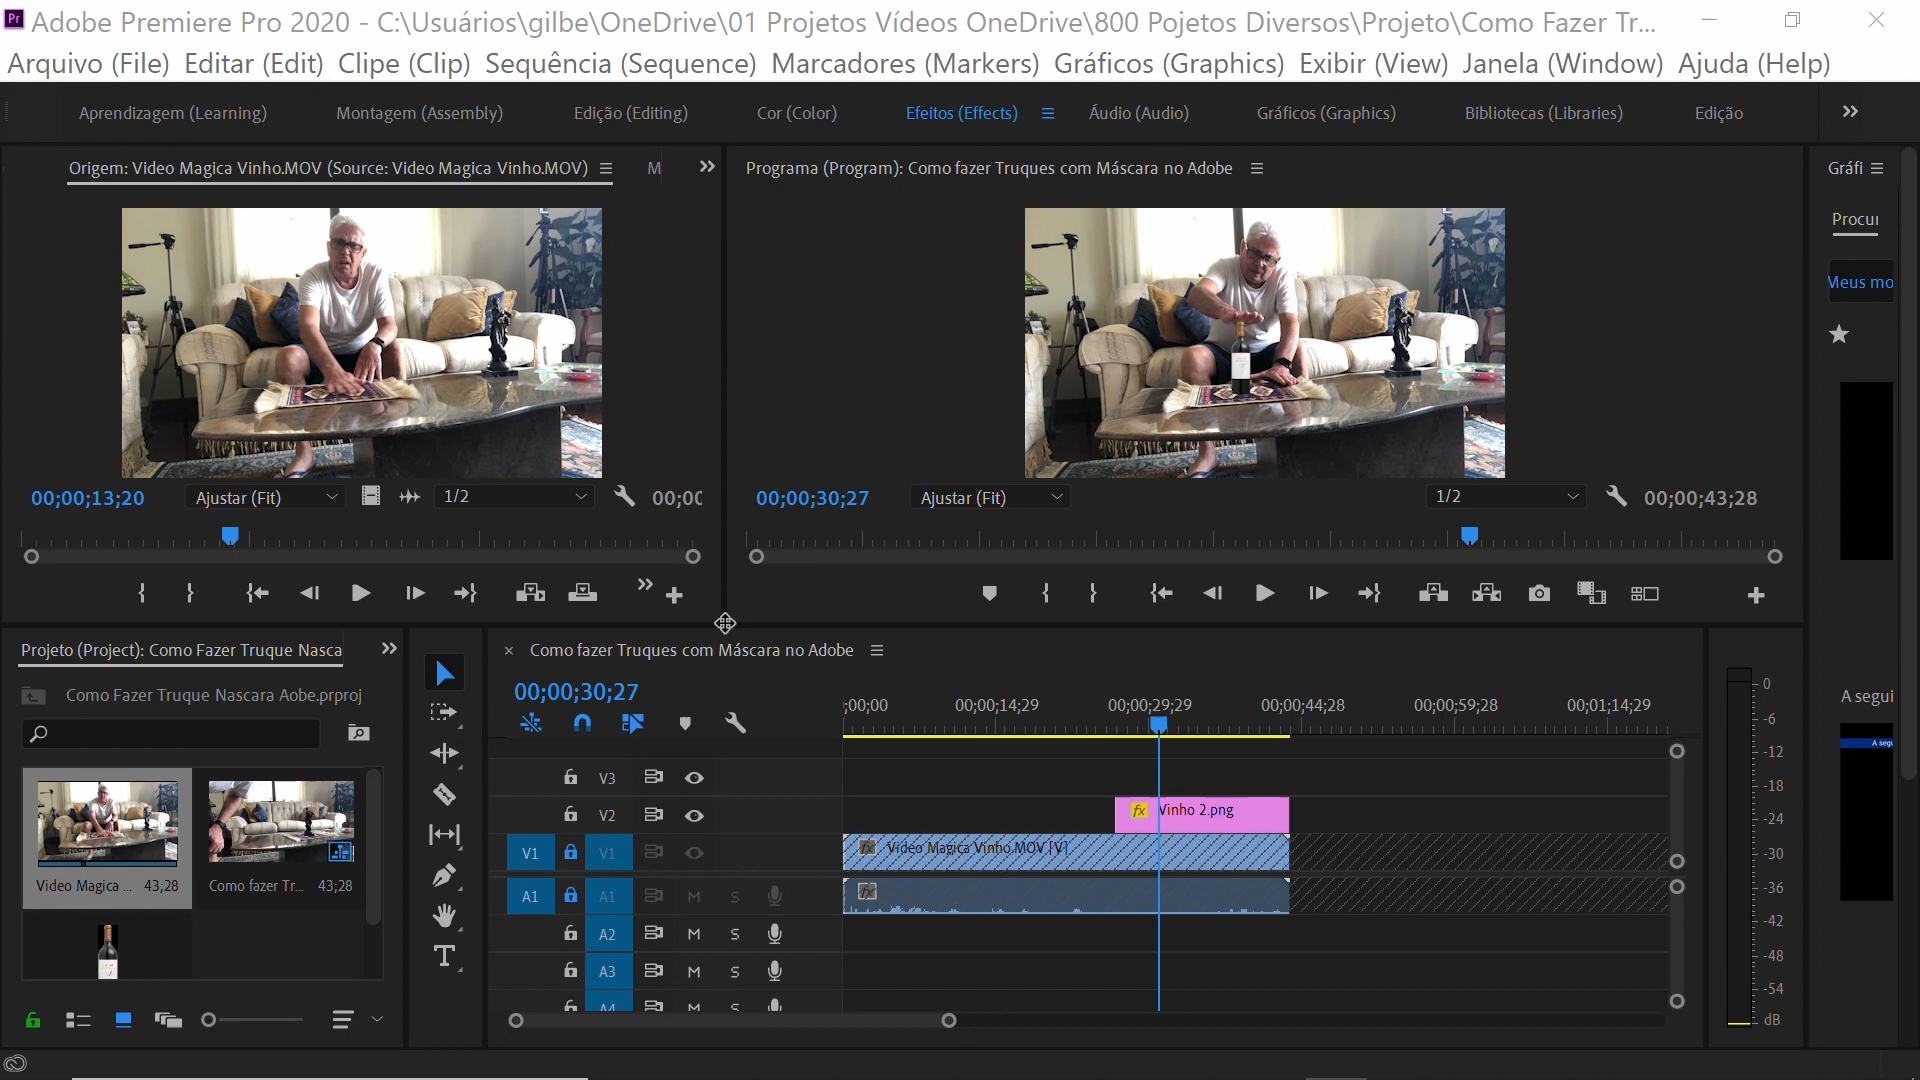 Pr Adobe Premiere Pro 2020 - C:\Usuários\gilbe\OneDrive\01 Projetos Vídeos OneDrive\800 Pojetos Diversos\Projeto\Como Fazer Tr...
Arquivo (File) Editar (Edit) Clipe (Clip) Sequência (Sequence) Marcadores (Markers) Gráficos (Graphics) Exibir (View) Janela (Window) Ajuda (Help)
Aprendizagem (Learning) Montagem (Assembly) Edição (Editing) Cor (Color) Efeitos (Effects) Áudio (Audio) Gráficos (Graphics) Bibliotecas (Libraries) Edição
Origem: Video Magica Vinho.MOV (Source: Video Magica Vinho.MOV) M
Programa (Program): Como fazer Truques com Máscara no Adobe
Gráfi
Procur
Meus mo
00;00;13;20 Ajustar (Fit) 1/2 00;00
00;00;30;27 Ajustar (Fit) 1/2 00;00;43;28
Projeto (Project): Como Fazer Truque Nasca
Como Fazer Truque Nascara Aobe.prproj
Video Magica ... 43;28
Como fazer Tr... 43;28
× Como fazer Truques com Máscara no Adobe
00;00;30;27
;00;00 00;00;14;29 00;00;29;29 00;00;44;28 00;00;59;28 00;01;14;29
V3
V2 fx Vinho 2.png
V1 V1 fx Video Magica Vinho.MOV [V]
A1 A1 M S fx
A2 M S
A3 M S
A4 M S
T
0
-6
-12
-18
-24
-30
-36
-42
-48
-54
dB
A segui
A segu